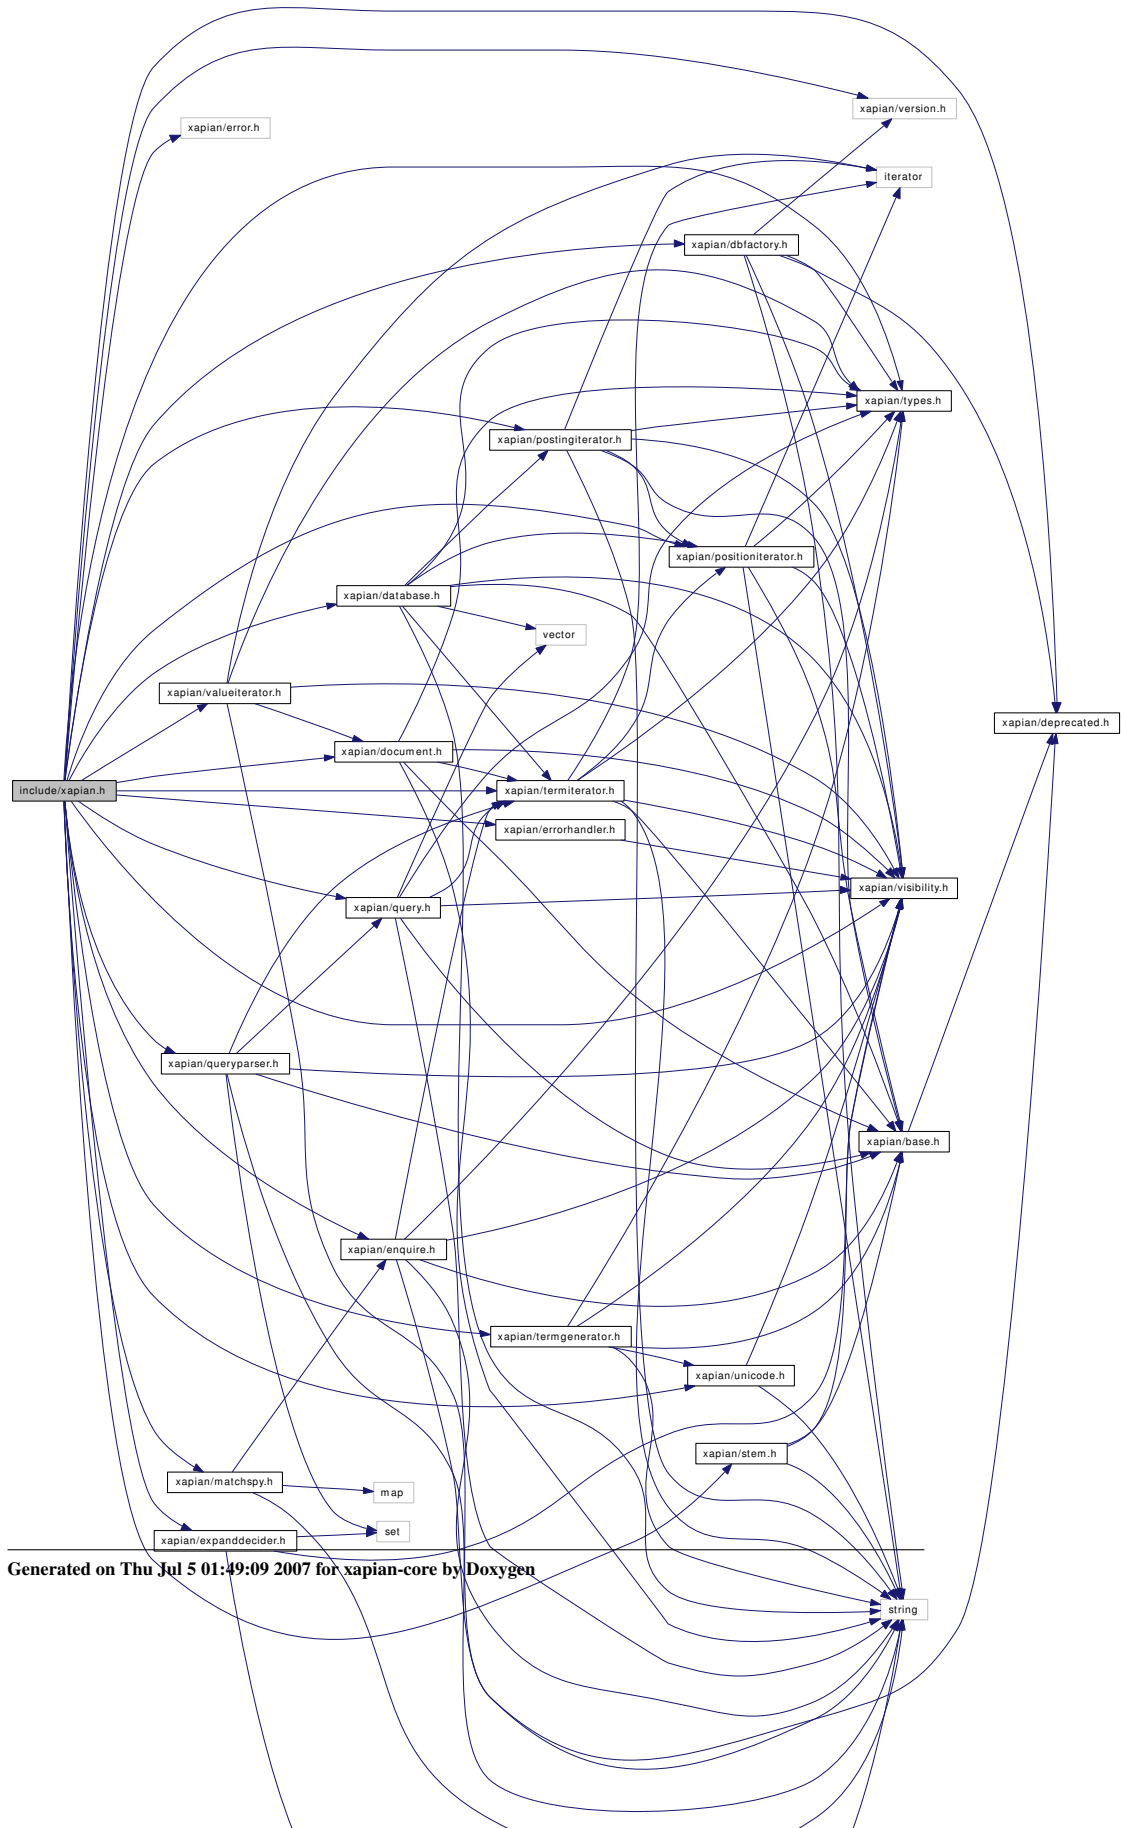 xapian/version.h
xapian/error.h
iterator
xapian/dbfactory.h
xapian/types.h
xapian/postingiterator.h
xapian/positioniterator.h
xapian/database.h
vector
xapian/valueiterator.h
xapian/deprecated.h
xapian/document.h
include/xapian.h
xapian/termiterator.h
xapian/errorhandler.h
xapian/visibility.h
xapian/query.h
xapian/queryparser.h
xapian/base.h
xapian/enquire.h
xapian/termgenerator.h
xapian/unicode.h
xapian/stem.h
xapian/matchspy.h
map
set
xapian/expanddecider.h
Generated on Thu Jul 5 01:49:09 2007 for xapian-core by Doxygen
string